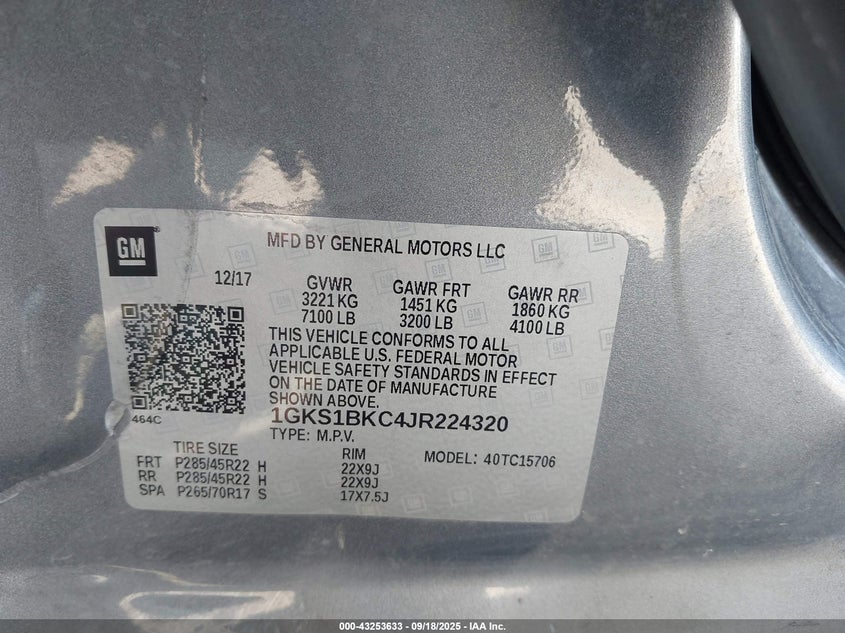 GM
MFD BY GENERAL MOTORS LLC
12/17
GVWR
3221 KG
7100 LB
GAWR FRT
1451 KG
3200 LB
GAWR RR
1860 KG
4100 LB
THIS VEHICLE CONFORMS TO ALL
APPLICABLE U.S. FEDERAL MOTOR
VEHICLE SAFETY STANDARDS IN EFFECT
ON THE DATE OF MANUFACTURE
SHOWN ABOVE.
464C
1GKS1BKC4JR224320
TYPE: M.P.V.
MODEL: 40TC15706
TIRE SIZE RIM
FRT P285/45R22 H 22X9J
RR P285/45R22 H 22X9J
SPA P265/70R17 S 17X7.5J
000-43253633 - 09/18/2025 - IAA Inc.